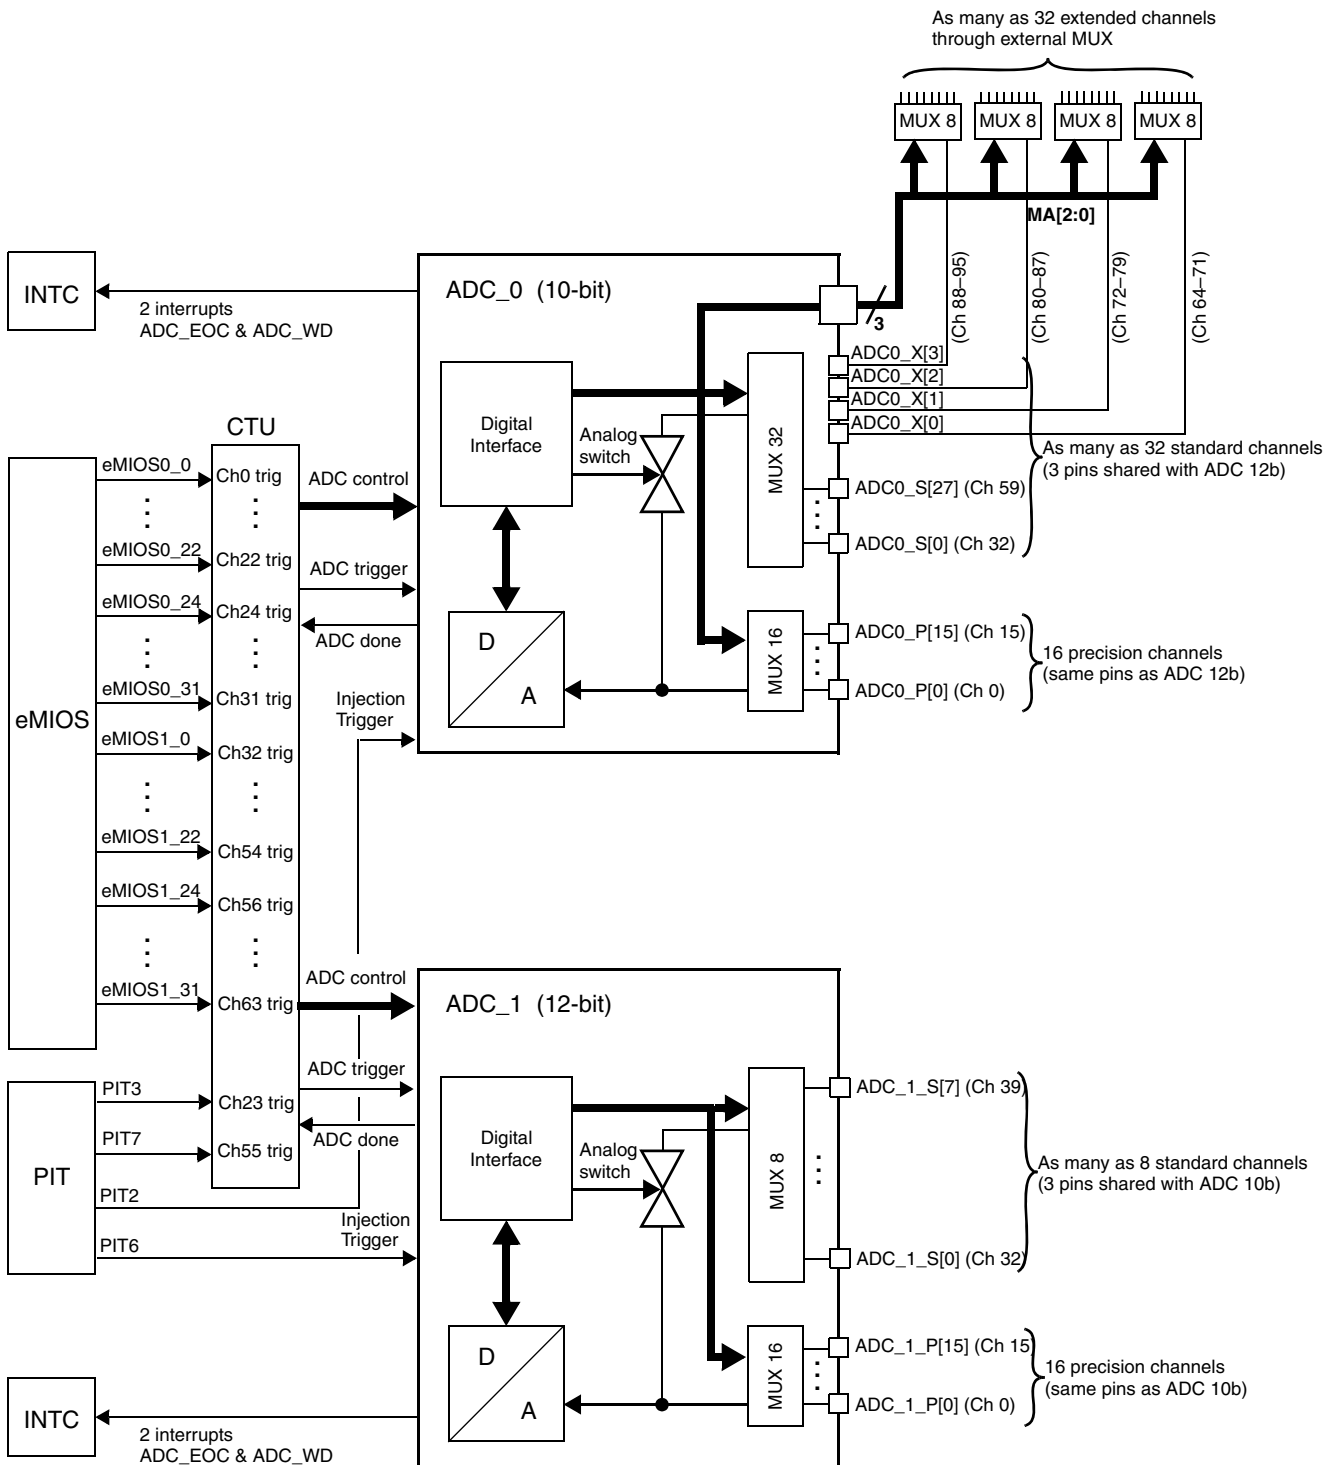 As many as 32 extended channels
through external MUX
MUX 8
MUX 8
MUX 8
MUX 8
MA[2:0]
(Ch 88–95)
(Ch 80–87)
(Ch 72–79)
(Ch 64–71)
INTC
2 interrupts
ADC_EOC & ADC_WD
ADC_0 (10-bit)
3
ADC0_X[3]
ADC0_X[2]
ADC0_X[1]
ADC0_X[0]
Digital
Interface
Analog
switch
MUX 32
As many as 32 standard channels
(3 pins shared with ADC 12b)
ADC0_S[27] (Ch 59)
ADC0_S[0] (Ch 32)
D
A
MUX 16
ADC0_P[15] (Ch 15)
ADC0_P[0] (Ch 0)
16 precision channels
(same pins as ADC 12b)
CTU
eMIOS
eMIOS0_0
Ch0 trig
eMIOS0_22
Ch22 trig
eMIOS0_24
Ch24 trig
eMIOS0_31
Ch31 trig
eMIOS1_0
Ch32 trig
eMIOS1_22
Ch54 trig
eMIOS1_24
Ch56 trig
eMIOS1_31
Ch63 trig
ADC control
ADC trigger
ADC done
Injection
Trigger
PIT
PIT3
Ch23 trig
PIT7
Ch55 trig
PIT2
PIT6
ADC control
ADC trigger
ADC done
Injection
Trigger
ADC_1 (12-bit)
Digital
Interface
Analog
switch
MUX 8
ADC_1_S[7] (Ch 39)
ADC_1_S[0] (Ch 32)
As many as 8 standard channels
(3 pins shared with ADC 10b)
D
A
MUX 16
ADC_1_P[15] (Ch 15)
ADC_1_P[0] (Ch 0)
16 precision channels
(same pins as ADC 10b)
INTC
2 interrupts
ADC_EOC & ADC_WD